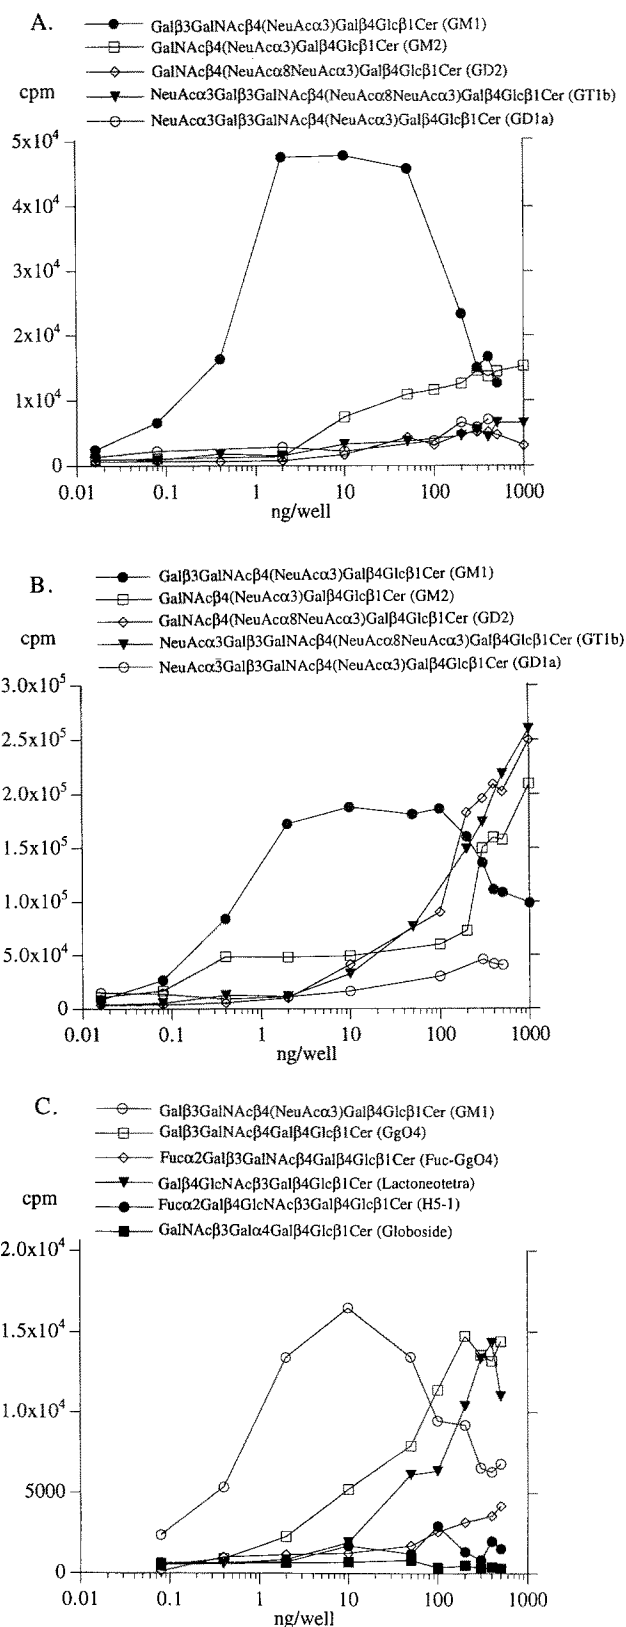 A.
Galβ3GalNAcβ4(NeuAcα3)Galβ4Glcβ1Cer (GM1)
GalNAcβ4(NeuAcα3)Galβ4Glcβ1Cer (GM2)
GalNAcβ4(NeuAcα8NeuAcα3)Galβ4Glcβ1Cer (GD2)
NeuAcα3Galβ3GalNAcβ4(NeuAcα8NeuAcα3)Galβ4Glcβ1Cer (GT1b)
NeuAcα3Galβ3GalNAcβ4(NeuAcα3)Galβ4Glcβ1Cer (GD1a)
cpm
5x10⁴
4x10⁴
3x10⁴
2x10⁴
1x10⁴
0
0.01 0.1 1 10 100 1000
ng/well
B.
Galβ3GalNAcβ4(NeuAcα3)Galβ4Glcβ1Cer (GM1)
GalNAcβ4(NeuAcα3)Galβ4Glcβ1Cer (GM2)
GalNAcβ4(NeuAcα8NeuAcα3)Galβ4Glcβ1Cer (GD2)
NeuAcα3Galβ3GalNAcβ4(NeuAcα8NeuAcα3)Galβ4Glcβ1Cer (GT1b)
NeuAcα3Galβ3GalNAcβ4(NeuAcα3)Galβ4Glcβ1Cer (GD1a)
cpm
3.0x10⁵
2.5x10⁵
2.0x10⁵
1.5x10⁵
1.0x10⁵
5.0x10⁴
0
0.01 0.1 1 10 100 1000
ng/well
C.
Galβ3GalNAcβ4(NeuAcα3)Galβ4Glcβ1Cer (GM1)
Galβ3GalNAcβ4Galβ4Glcβ1Cer (GgO4)
Fucα2Galβ3GalNAcβ4Galβ4Glcβ1Cer (Fuc-GgO4)
Galβ4GlcNAcβ3Galβ4Glcβ1Cer (Lactoneotetra)
Fucα2Galβ4GlcNAcβ3Galβ4Glcβ1Cer (H5-1)
GalNAcβ3Galα4Galβ4Glcβ1Cer (Globoside)
cpm
2.0x10⁴
1.5x10⁴
1.0x10⁴
5000
0
0.01 0.1 1 10 100 1000
ng/well